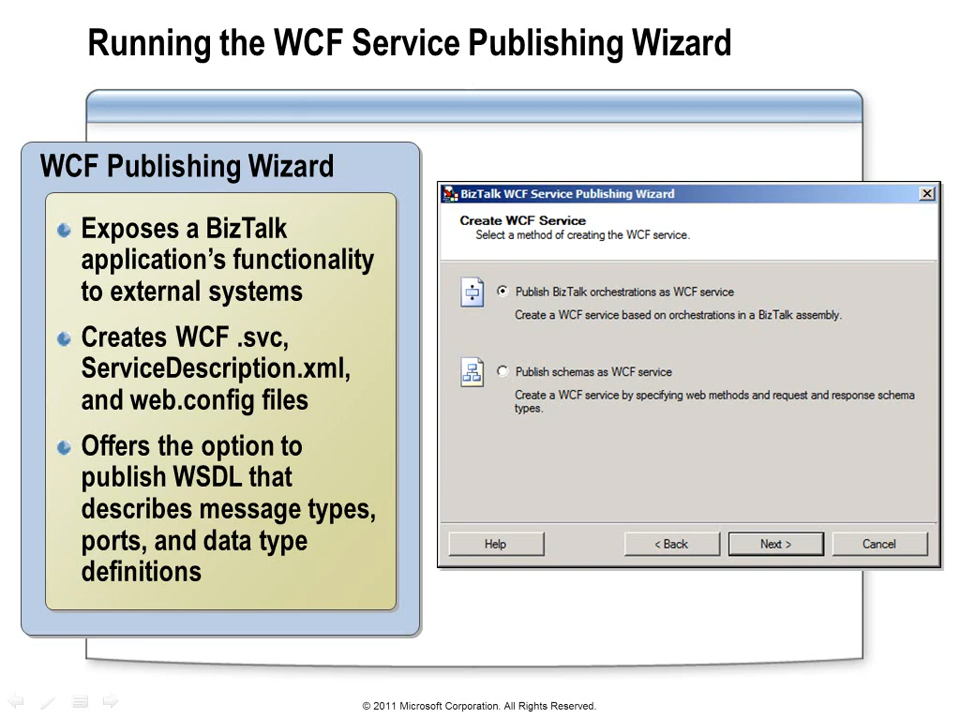 Running the WCF Service Publishing Wizard
WCF Publishing Wizard
Exposes a BizTalk
application’s functionality
to external systems
Creates WCF .svc,
ServiceDescription.xml,
and web.config files
Offers the option to
publish WSDL that
describes message types,
ports, and data type
definitions
BizTalk WCF Service Publishing Wizard
Create WCF Service
Select a method of creating the WCF service.
Publish BizTalk orchestrations as WCF service
Create a WCF service based on orchestrations in a BizTalk assembly.
Publish schemas as WCF service
Create a WCF service by specifying web methods and request and response schema
types.
Help
< Back
Next >
Cancel
© 2011 Microsoft Corporation. All Rights Reserved.